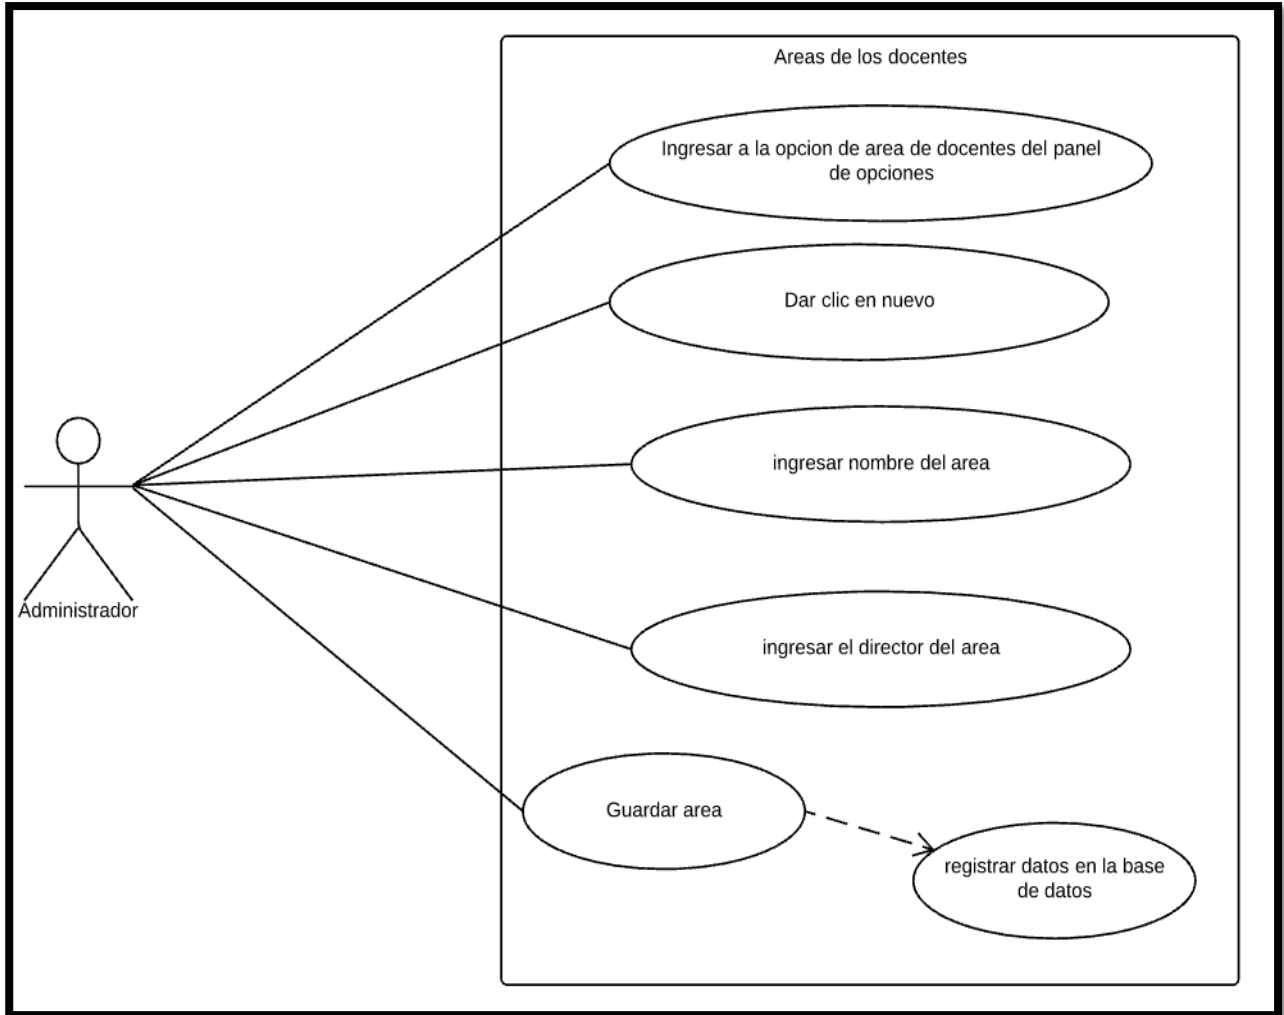 Areas de los docentes
Ingresar a la opcion de area de docentes del panel
de opciones
Dar clic en nuevo
ingresar nombre del area
Administrador
ingresar el director del area
Guardar area
registrar datos en la base
de datos